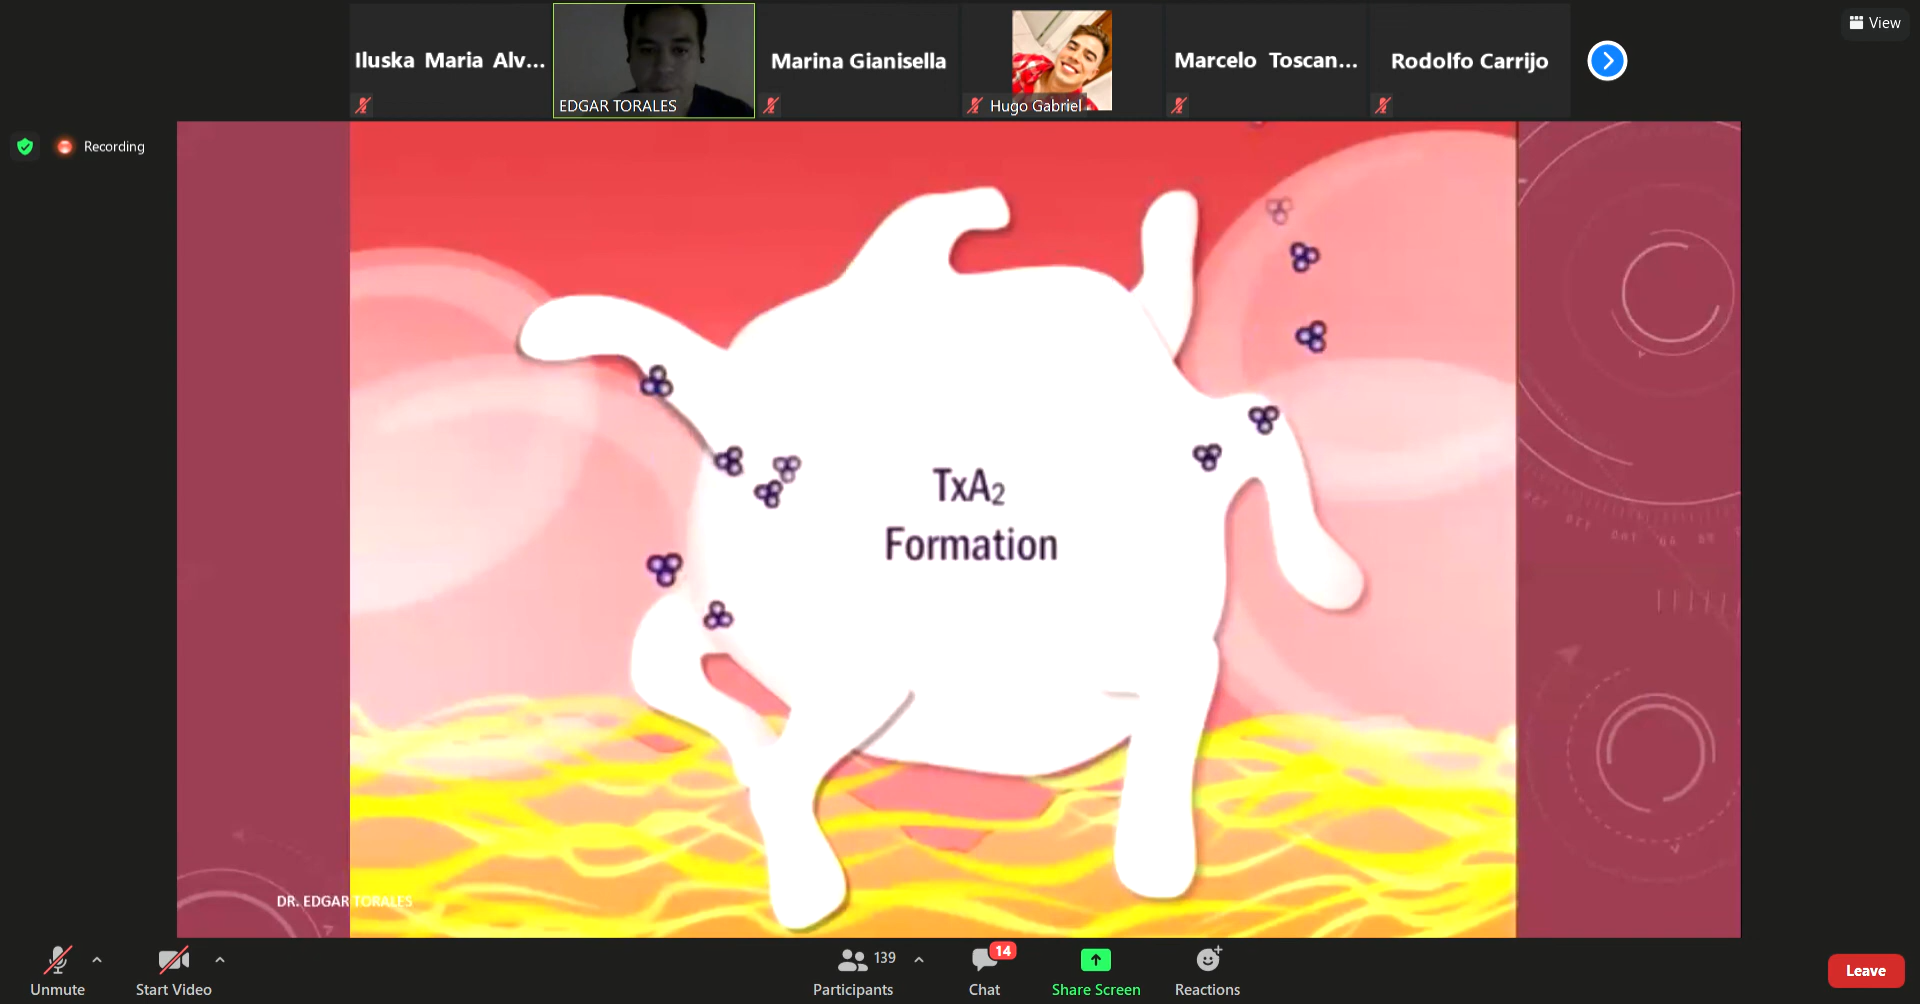 View
Iluska Maria Alv...
EDGAR TORALES
Marina Gianisella
Hugo Gabriel
Marcelo Toscan...
Rodolfo Carrijo
Recording
TxA₂
Formation
DR. EDGAR TORALES
Unmute
Start Video
139
Participants
14
Chat
Share Screen
Reactions
Leave